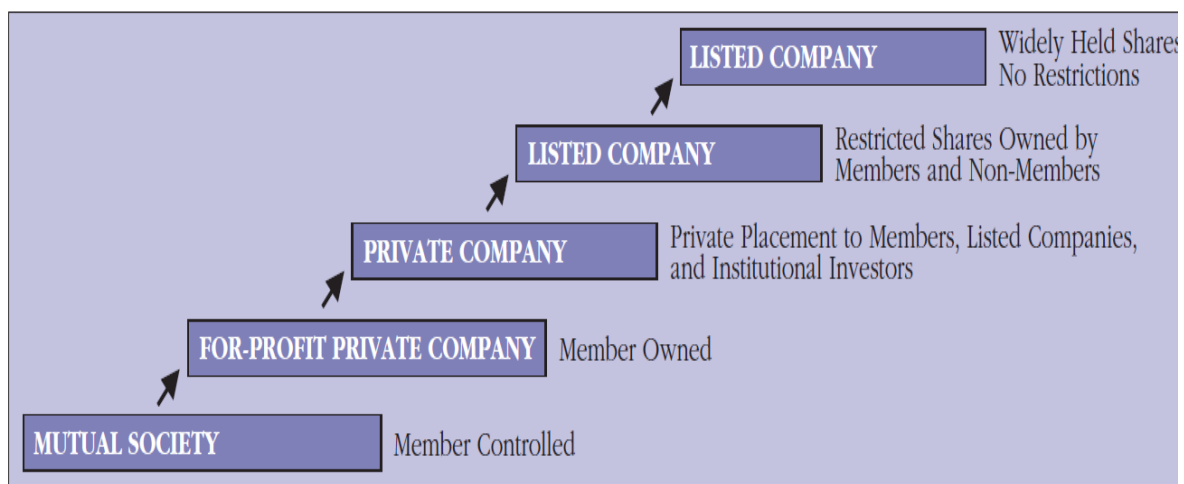 LISTED COMPANY
Widely Held Shares
No Restrictions
LISTED COMPANY
Restricted Shares Owned by
Members and Non-Members
PRIVATE COMPANY
Private Placement to Members, Listed Companies,
and Institutional Investors
FOR-PROFIT PRIVATE COMPANY
Member Owned
MUTUAL SOCIETY
Member Controlled